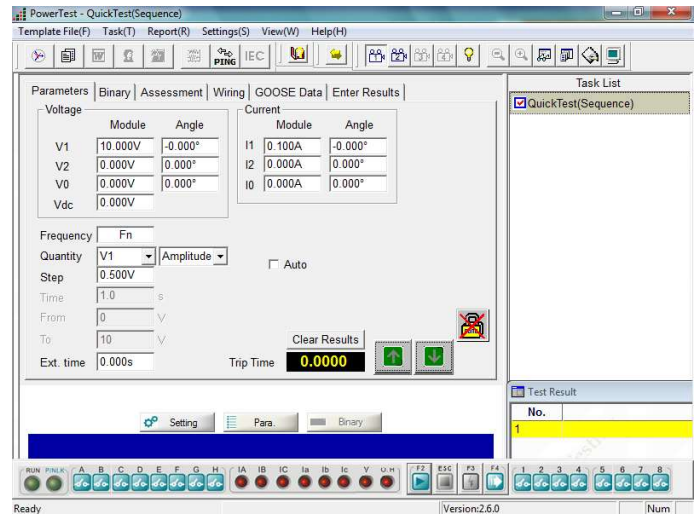 PowerTest - QuickTest(Sequence)
Template File(F) Task(T) Report(R) Settings(S) View(W) Help(H)
PING IEC
Parameters Binary Assessment Wiring GOOSE Data Enter Results
Task List
QuickTest(Sequence)
Voltage Current
Module Angle Module Angle
V1 10.000V -0.000° I1 0.100A -0.000°
V2 0.000V 0.000° I2 0.000A 0.000°
V0 0.000V 0.000° I0 0.000A 0.000°
Vdc 0.000V
Frequency Fn
Quantity V1 Amplitude
Auto
Step 0.500V
Time 1.0 s
From 0 V
To 10 V
Clear Results
Ext. time 0.000s Trip Time 0.0000
Test Result
No.
1
Setting Para. Binary
RUN P/NLK A B C D E F G H IA IB IC Ia Ib Ic V O.H F2 ESC F3 F4 1 2 3 4 5 6 7 8
Ready Version:2.6.0 Num